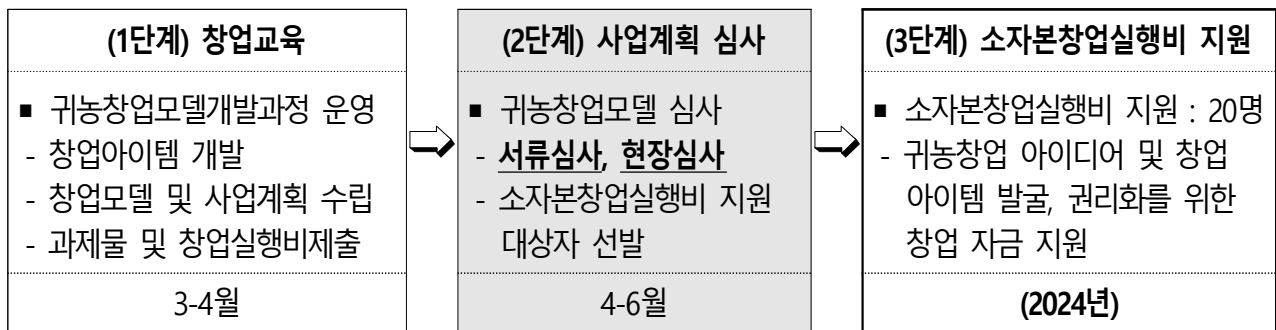 (1단계) 창업교육
▪ 귀농창업모델개발과정 운영
- 창업아이템 개발
- 창업모델 및 사업계획 수립
- 과제물 및 창업실행비제출
3-4월
⇨
(2단계) 사업계획 심사
▪ 귀농창업모델 심사
- 서류심사, 현장심사
- 소자본창업실행비 지원
대상자 선발
4-6월
⇨
(3단계) 소자본창업실행비 지원
▪ 소자본창업실행비 지원 : 20명
- 귀농창업 아이디어 및 창업
아이템 발굴, 권리화를 위한
창업 자금 지원
(2024년)